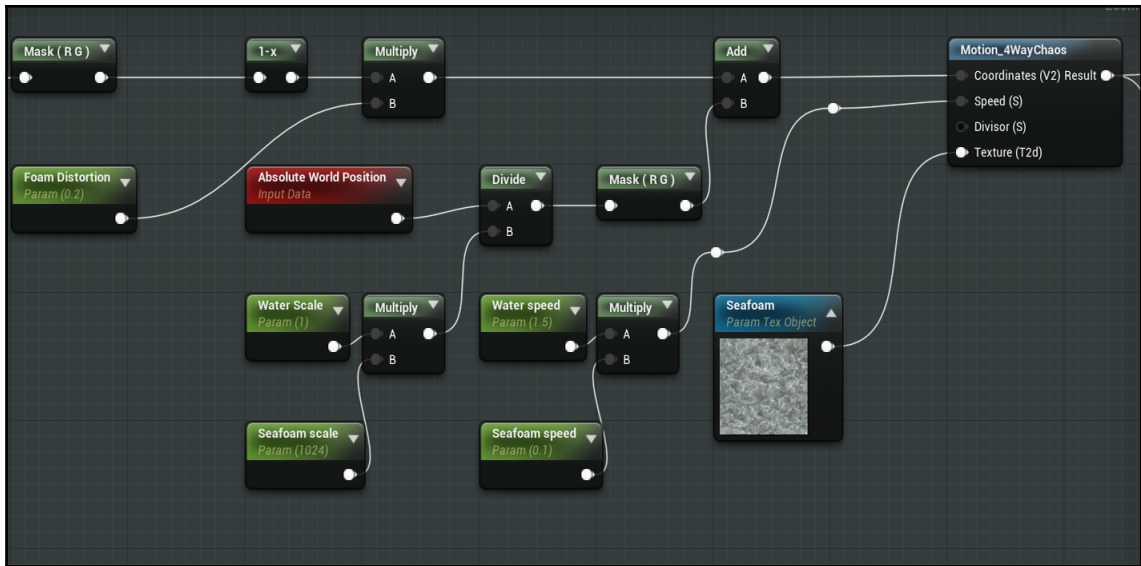 Mask ( R G )
1-x
Multiply
A
B
Add
A
B
Motion_4WayChaos
Coordinates (V2) Result
Speed (S)
Divisor (S)
Texture (T2d)
Foam Distortion
Param (0.2)
Absolute World Position
Input Data
Divide
A
B
Mask ( R G )
Water Scale
Param (1)
Multiply
A
B
Water speed
Param (1.5)
Multiply
A
B
Seafoam
Param Tex Object
Seafoam scale
Param (1024)
Seafoam speed
Param (0.1)